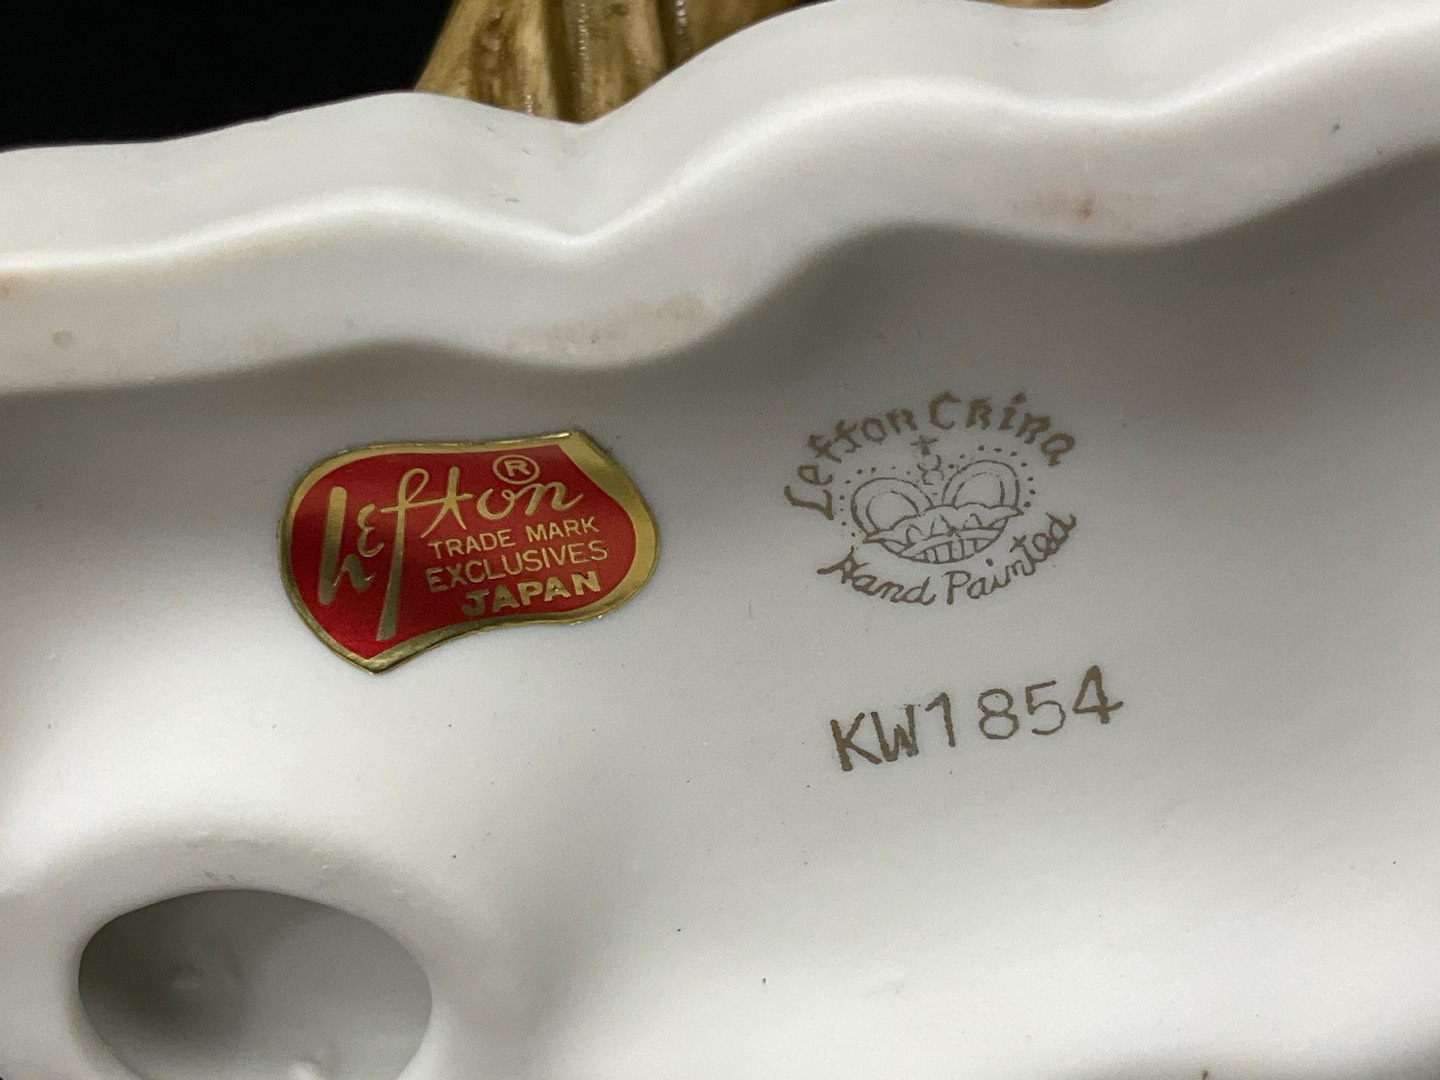 Lefton ®
TRADE MARK
EXCLUSIVES
JAPAN
Lefton China
Hand Painted
KW1854